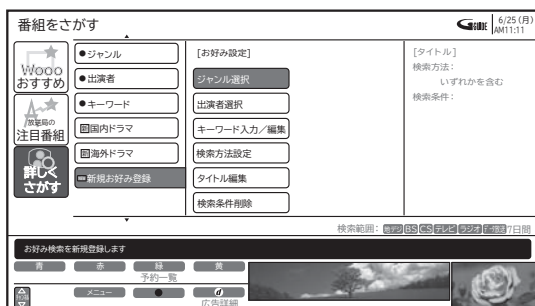 番組をさがす
GGUIDE 6/25(月)
AM11:11
Wooo
おすすめ
放送局の
注目番組
詳しく
さがす
●ジャンル
●出演者
●キーワード
国内ドラマ
海外ドラマ
新規お好み登録
[お好み設定]
ジャンル選択
出演者選択
キーワード入力/編集
検索方法設定
タイトル編集
検索条件削除
[タイトル]
検索方法:
いずれかを含む
検索条件:
検索範囲: 地デジ BS CS テレビ ラジオ データ 7日間
お好み検索を新規登録します
青 赤 緑 黄
予約一覧
メニュー ● d
広告詳細